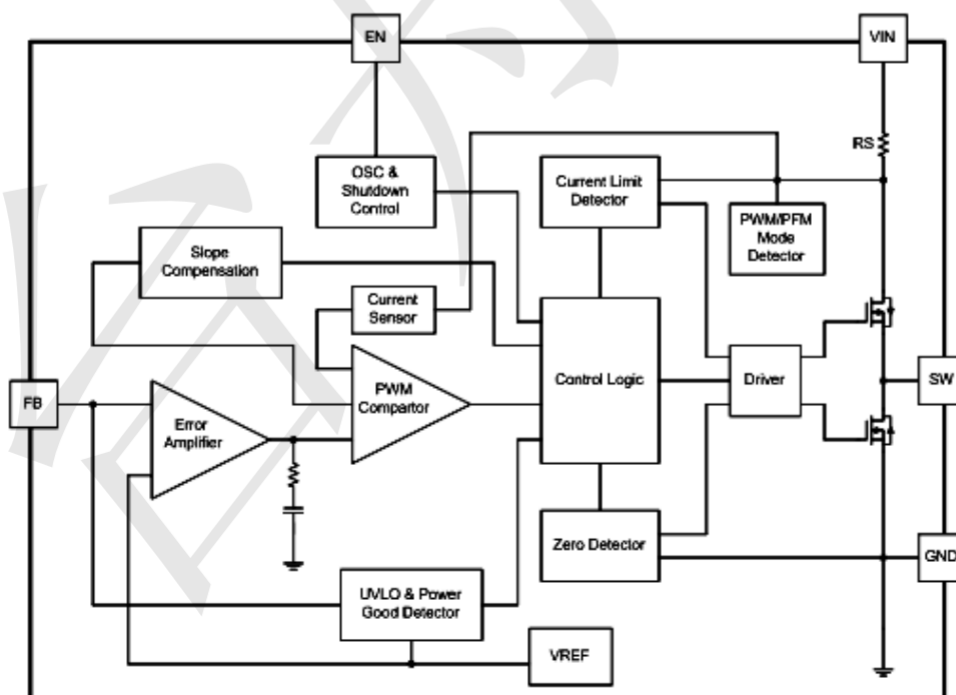 EN
VIN
RS
OSC &
Shutdown
Control
Current Limit
Detector
PWM/PFM
Mode
Detector
Slope
Compensation
Current
Sensor
FB
Error
Amplifier
PWM
Compartor
Control Logic
Driver
SW
Zero Detector
GND
UVLO & Power
Good Detector
VREF